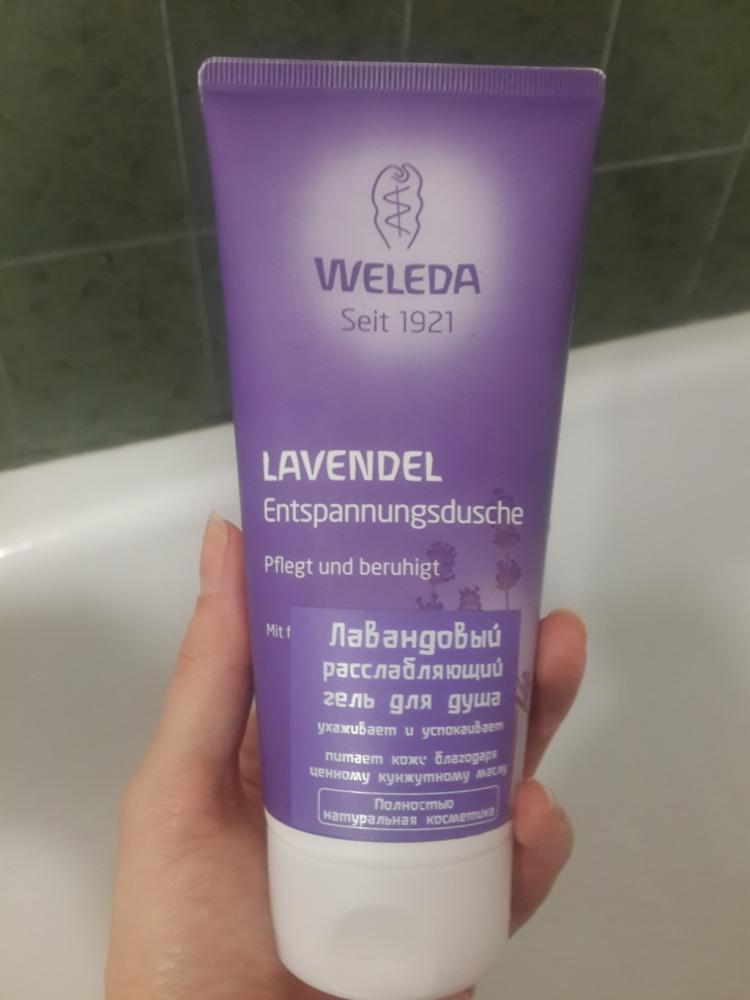 WELEDA
Seit 1921
LAVENDEL
Entspannungsdusche
Pflegt und beruhigt
Mit f
Лавандовый
расслабляющий
гель для душа
ухаживает и успокаивает
питает кожу благодаря
ценному кунжутному маслу
Полностью
натуральная косметика